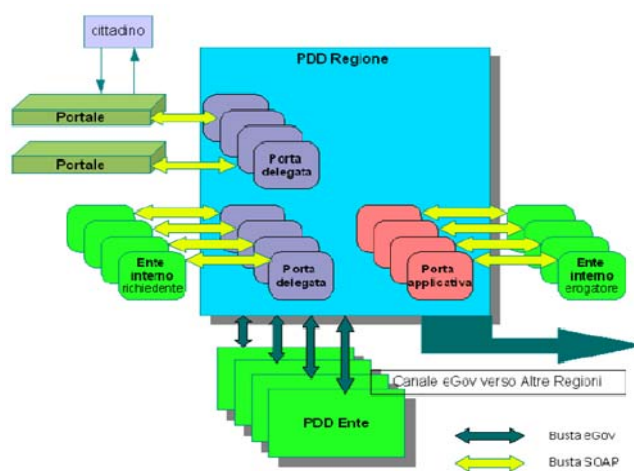 cittadino
PDD Regione
Portale
Portale
Porta
delegata
Ente
interno
richiedente
Porta
delegata
Porta
applicativa
Ente
interno
erogatore
Canale eGov verso Altre Regioni
PDD Ente
Busta eGov
Busta SOAP